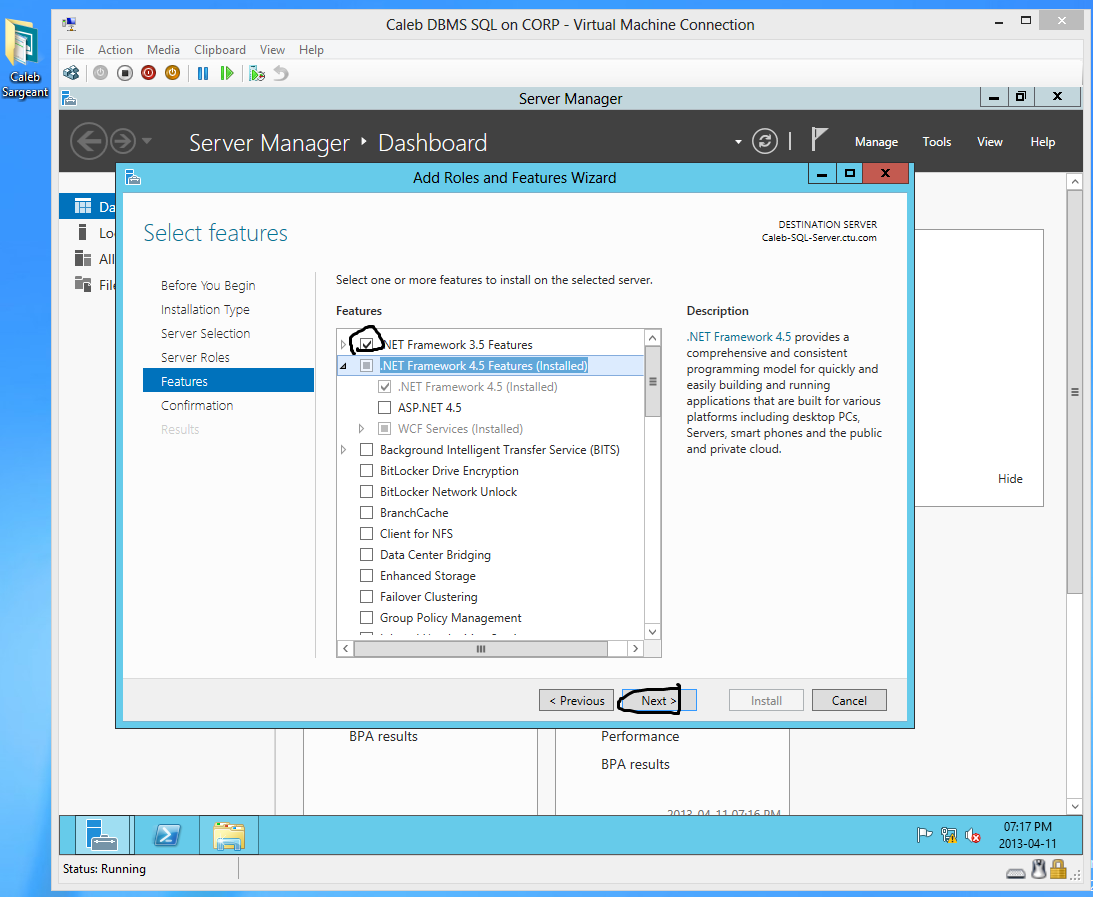 Caleb
Sargeant
Caleb DBMS SQL on CORP - Virtual Machine Connection
File Action Media Clipboard View Help
Server Manager
Server Manager Dashboard
Manage Tools View Help
Add Roles and Features Wizard
Da
Lo
All
File
Select features
DESTINATION SERVER
Caleb-SQL-Server.ctu.com
Before You Begin
Installation Type
Server Selection
Server Roles
Features
Confirmation
Results
Select one or more features to install on the selected server.
Features
.NET Framework 3.5 Features
.NET Framework 4.5 Features (Installed)
.NET Framework 4.5 (Installed)
ASP.NET 4.5
WCF Services (Installed)
Background Intelligent Transfer Service (BITS)
BitLocker Drive Encryption
BitLocker Network Unlock
BranchCache
Client for NFS
Data Center Bridging
Enhanced Storage
Failover Clustering
Group Policy Management
Description
.NET Framework 4.5 provides a
comprehensive and consistent
programming model for quickly and
easily building and running
applications that are built for various
platforms including desktop PCs,
Servers, smart phones and the public
and private cloud.
Hide
< Previous Next > Install Cancel
BPA results
Performance
BPA results
2013-04-11 07:16 PM
07:17 PM
2013-04-11
Status: Running